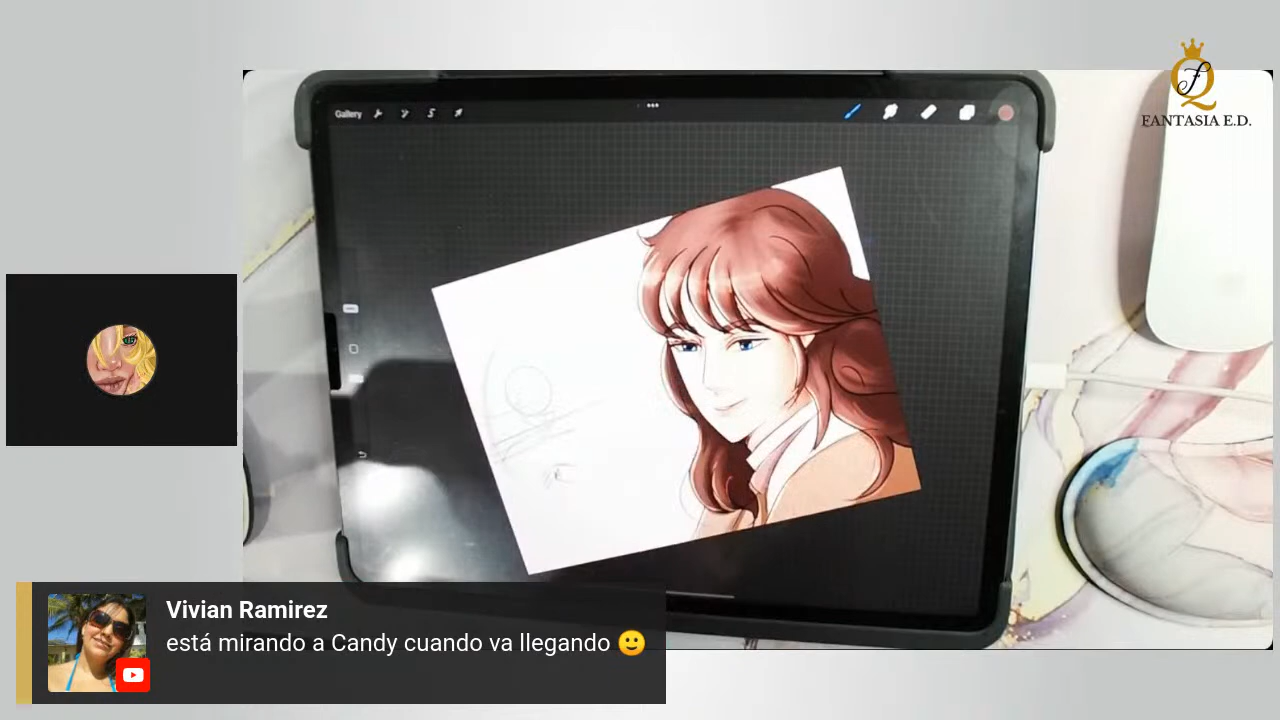 Gallery
FANTASIA E.D.
Vivian Ramirez
está mirando a Candy cuando va llegando 🙂